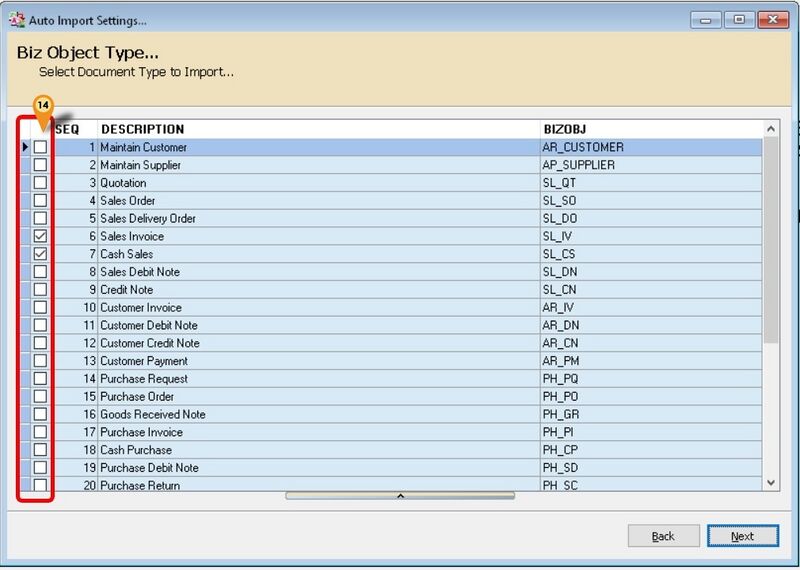 Auto Import Settings...
Biz Object Type...
Select Document Type to Import...
14
SEQ DESCRIPTION BIZOBJ
1 Maintain Customer AR_CUSTOMER
2 Maintain Supplier AP_SUPPLIER
3 Quotation SL_QT
4 Sales Order SL_SO
5 Sales Delivery Order SL_DO
6 Sales Invoice SL_IV
7 Cash Sales SL_CS
8 Sales Debit Note SL_DN
9 Credit Note SL_CN
10 Customer Invoice AR_IV
11 Customer Debit Note AR_DN
12 Customer Credit Note AR_CN
13 Customer Payment AR_PM
14 Purchase Request PH_PQ
15 Purchase Order PH_PO
16 Goods Received Note PH_GR
17 Purchase Invoice PH_PI
18 Cash Purchase PH_CP
19 Purchase Debit Note PH_SD
20 Purchase Return PH_SC
Back Next